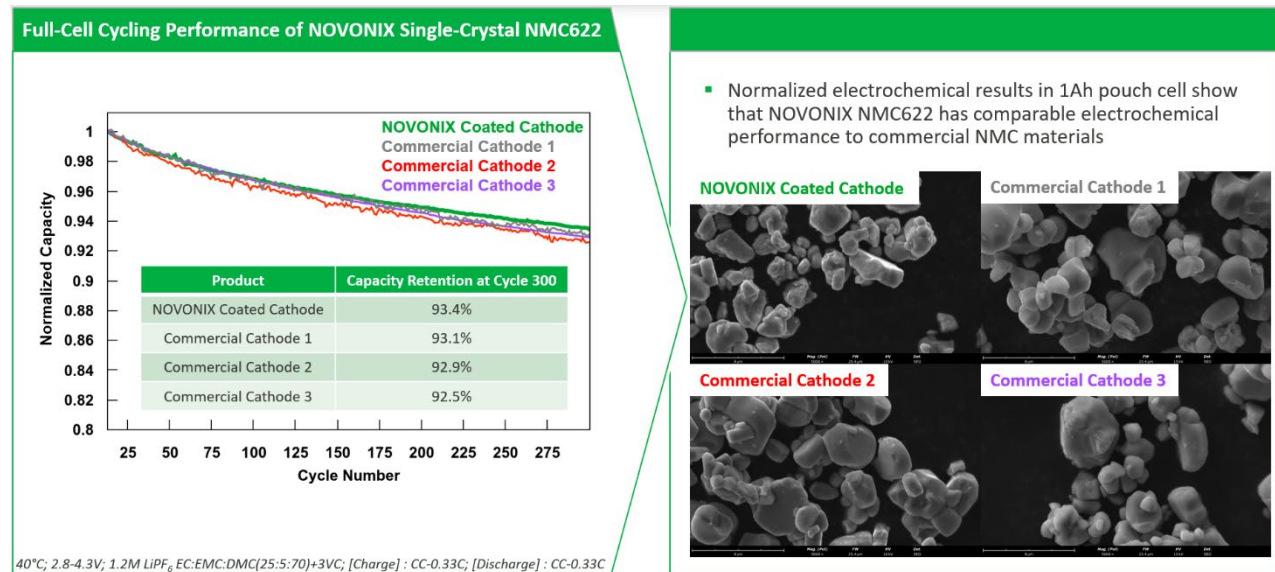 Full-Cell Cycling Performance of NOVONIX Single-Crystal NMC622
NOVONIX Coated Cathode
Commercial Cathode 1
Commercial Cathode 2
Commercial Cathode 3
Normalized Capacity
1
0.98
0.96
0.94
0.92
0.9
0.88
0.86
0.84
0.82
0.8
Product Capacity Retention at Cycle 300
NOVONIX Coated Cathode 93.4%
Commercial Cathode 1 93.1%
Commercial Cathode 2 92.9%
Commercial Cathode 3 92.5%
25 50 75 100 125 150 175 200 225 250 275
Cycle Number
40°C; 2.8-4.3V; 1.2M LiPF₆ EC:EMC:DMC(25:5:70)+3VC; [Charge] : CC-0.33C; [Discharge] : CC-0.33C
▪ Normalized electrochemical results in 1Ah pouch cell show
that NOVONIX NMC622 has comparable electrochemical
performance to commercial NMC materials
NOVONIX Coated Cathode
Commercial Cathode 1
Commercial Cathode 2
Commercial Cathode 3